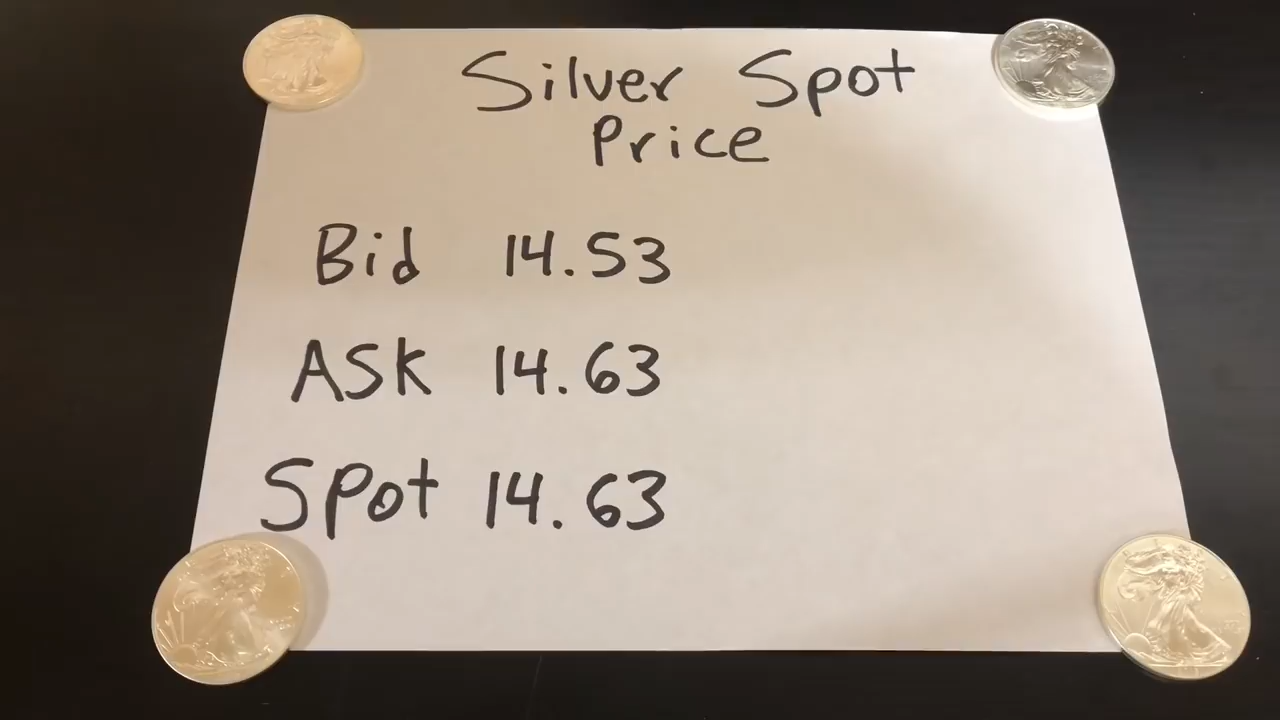 Silver Spot
Price
Bid 14.53
ASK 14.63
Spot 14.63